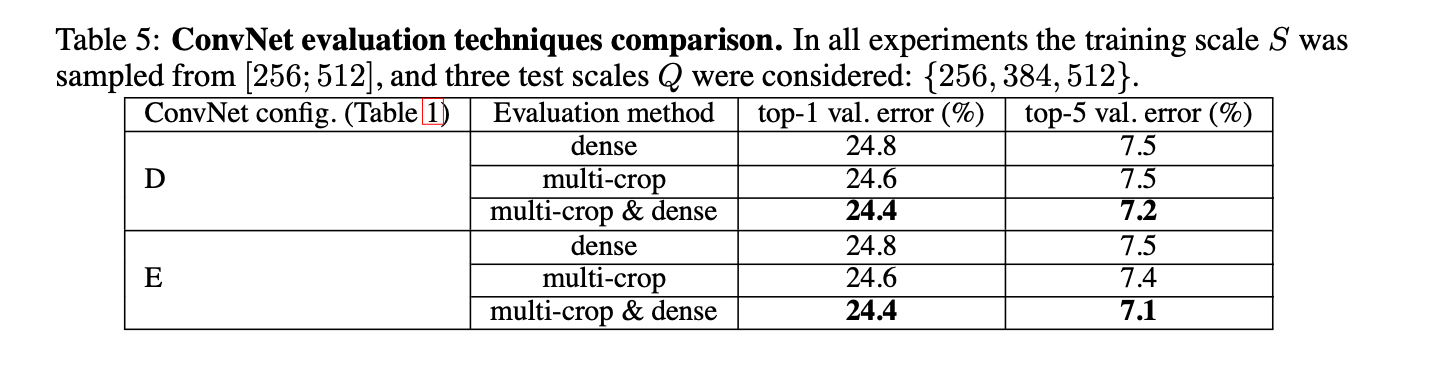 Table 5: ConvNet evaluation techniques comparison. In all experiments the training scale S was
sampled from [256; 512], and three test scales Q were considered: {256, 384, 512}.
ConvNet config. (Table 1) Evaluation method top-1 val. error (%) top-5 val. error (%)
D
dense 24.8 7.5
multi-crop 24.6 7.5
multi-crop & dense 24.4 7.2
E
dense 24.8 7.5
multi-crop 24.6 7.4
multi-crop & dense 24.4 7.1